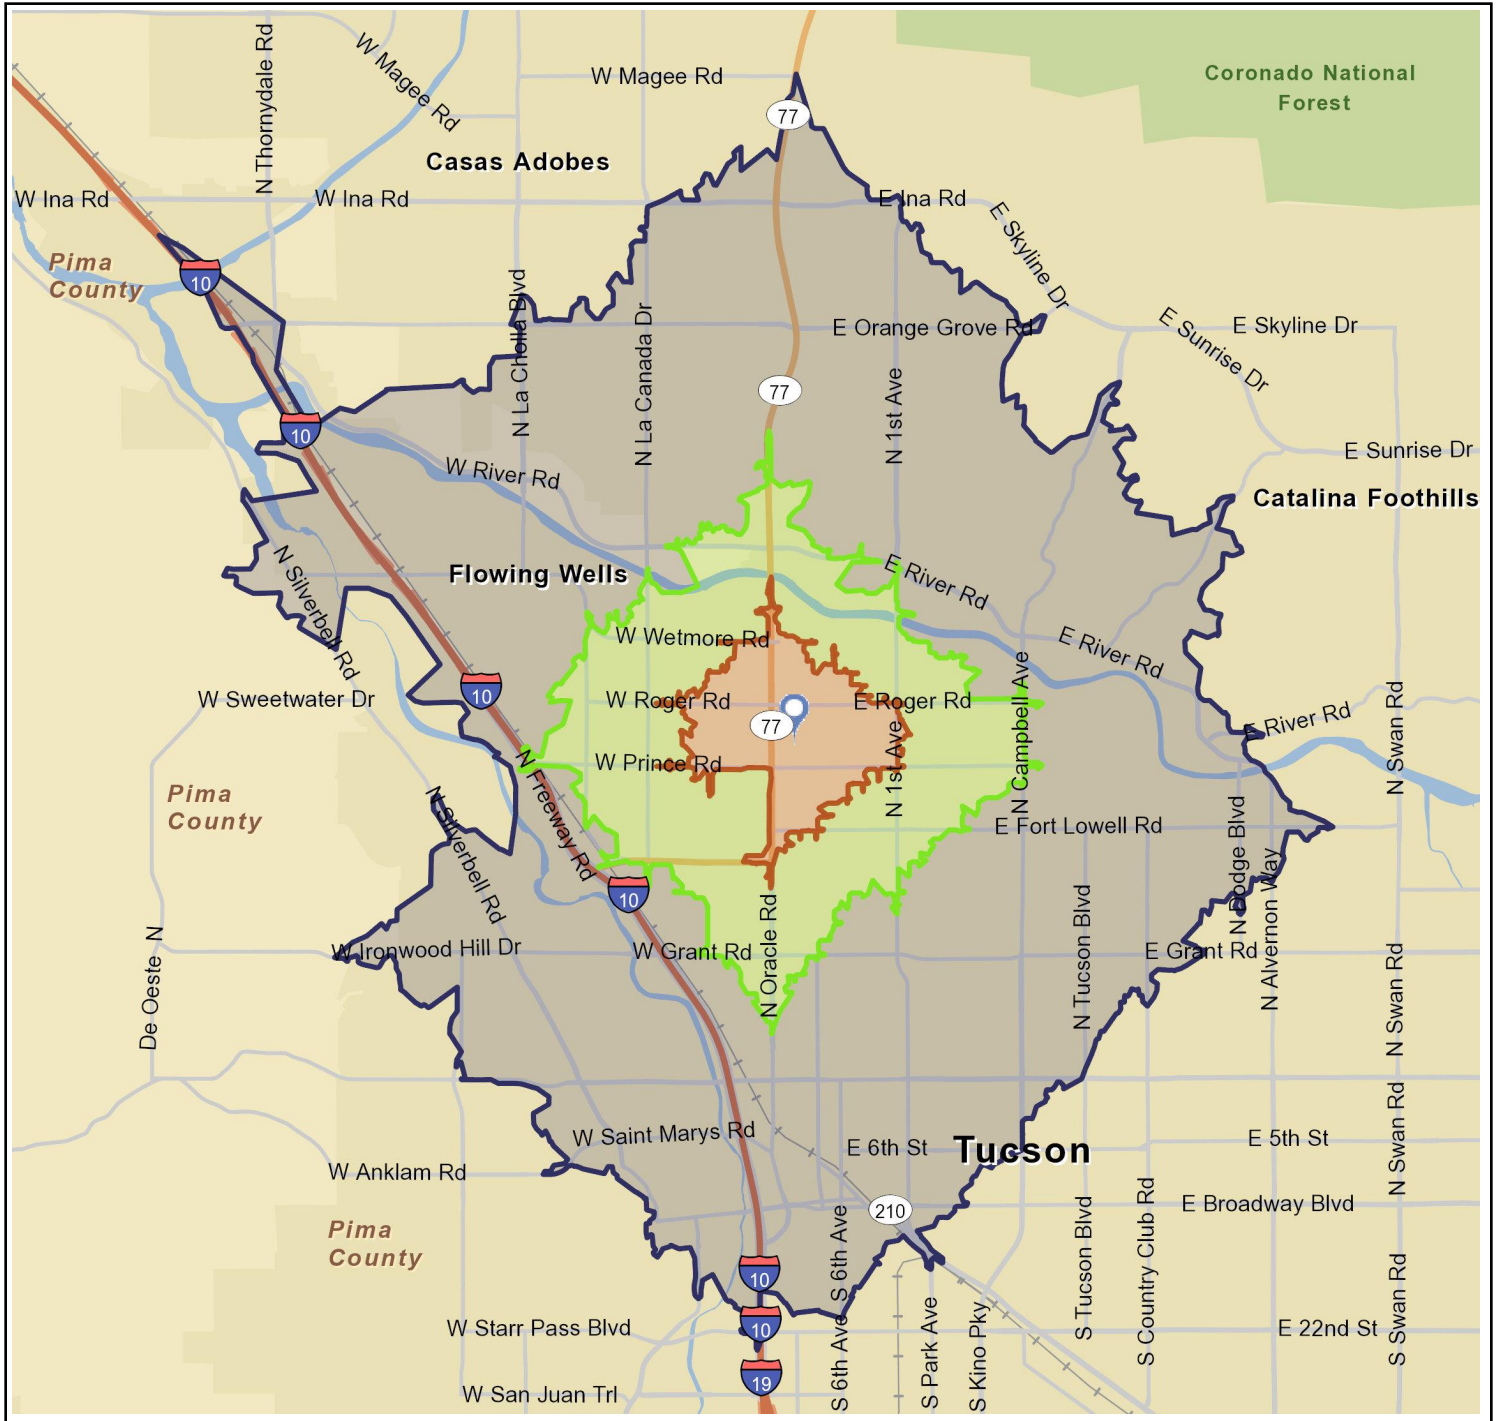 N Thornydale Rd
W Magee Rd
W Magee Rd
Coronado National
Forest
77
Casas Adobes
W Ina Rd
W Ina Rd
E Ina Rd
E Skyline Dr
Pima
County
10
N La Cholla Blvd
N La Canada Dr
E Orange Grove Rd
E Sunrise Dr
E Skyline Dr
77
N 1st Ave
10
W River Rd
E Sunrise Dr
Catalina Foothills
N Silverbell Rd
Flowing Wells
E River Rd
W Wetmore Rd
E River Rd
W Sweetwater Dr
10
W Roger Rd
E Roger Rd
77
N Campbell Ave
E River Rd
N Swan Rd
N Freeway Rd
W Prince Rd
N 1st Ave
Pima
County
N Silverbell Rd
E Fort Lowell Rd
N Dodge Blvd
N Alvernon Way
10
N Oracle Rd
N Tucson Blvd
De Oeste N
W Ironwood Hill Dr
W Grant Rd
E Grant Rd
N Swan Rd
W Saint Marys Rd
E 6th St
Tucson
E 5th St
N Swan Rd
W Anklam Rd
210
E Broadway Blvd
Pima
County
S 6th Ave
S Tucson Blvd
S Country Club Rd
10
W Starr Pass Blvd
10
S 6th Ave
S Park Ave
S Kino Pky
E 22nd St
S Swan Rd
19
W San Juan Trl